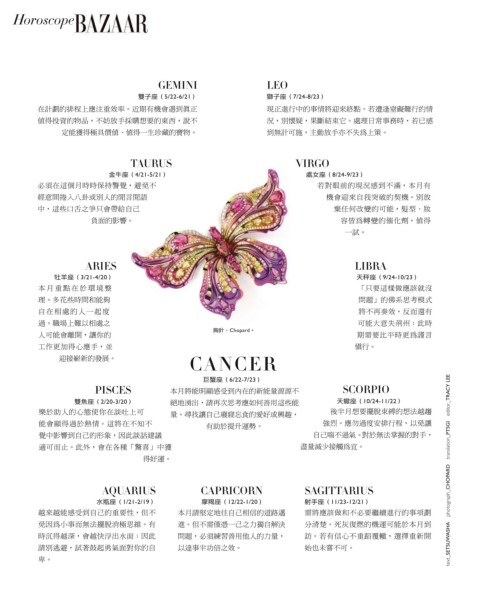 Horoscope BAZAAR
GEMINI
雙子座（5/22-6/21）
在計劃的排程上應注重效率。近期有機會遇到真正
值得投資的物品，不妨放手採購想要的東西，說不
定能獲得極具價值、值得一生珍藏的寶物。
LEO
獅子座（7/24-8/23）
現正進行中的事情將迎來終點。若遭逢窒礙難行的情
況，別懷疑，果斷結束它。處理日常事務時，若已感
到無計可施，主動放手亦不失為上策。
TAURUS
金牛座（4/21-5/21）
必須在這個月時時保持警覺，避免不
經意間捲入八卦或別人的閒言閒語
中，這些口舌之爭只會帶給自己
負面的影響。
VIRGO
處女座（8/24-9/23）
若對眼前的現況感到不滿，本月有
機會迎來自我突破的契機。別放
棄任何改變的可能，髮型、妝
容皆為轉變的催化劑，值得
一試。
ARIES
牡羊座（3/21-4/20）
本月重點在於環境整
理。多花些時間和能夠
自在相處的人一起度
過。職場上難以相處之
人可能會離開，讓你的
工作更加得心應手，並
迎接嶄新的發展。
LIBRA
天秤座（9/24-10/23）
「只要這樣做應該就沒
問題」的佛系思考模式
將不再奏效，反而還有
可能大意失荊州；此時
期需要比平時更為謹言
慎行。
胸針，Chopard。
CANCER
巨蟹座（6/22-7/23）
本月將能明顯感受到內在的新能量源源不
絕地湧出，請再次思考應如何善用這些能
量。尋找讓自己廢寢忘食的愛好或興趣，
有助於提升運勢。
PISCES
雙魚座（2/20-3/20）
樂於助人的心態使你在談吐上可
能會顯得過於熱情。這將在不知不
覺中影響到自己的形象，因此談話建議
適可而止。此外，會在各種「驚喜」中獲
得好運。
SCORPIO
天蠍座（10/24-11/22）
後半月想要擺脫束縛的想法越趨
強烈。應勿過度安排行程，以免讓
自己喘不過氣。對於無法掌握的對手，
盡量減少接觸為宜。
AQUARIUS
水瓶座（1/21-2/19）
越來越能感受到自己的重要性，但不
免因為小事而無法擺脫消極思維。有
時沉得越深，會越快浮出水面。因此
請別逃避，試著鼓起勇氣面對你的自
卑。
CAPRICORN
摩羯座（12/22-1/20）
本月請堅定地往自己相信的道路邁
進。但不需僅憑一己之力獨自解決
問題，必須練習善用他人的力量，
以達事半功倍之效。
SAGITTARIUS
射手座（11/23-12/21）
需將應該做和不必要繼續進行的事項劃
分清楚。死灰復燃的機運可能於本月到
訪，若有信心不重蹈覆轍，選擇重新開
始也未嘗不可。
text_SETSUWASHA photograph_CHOPARD translation_PTSGI editor_TRACY LEE